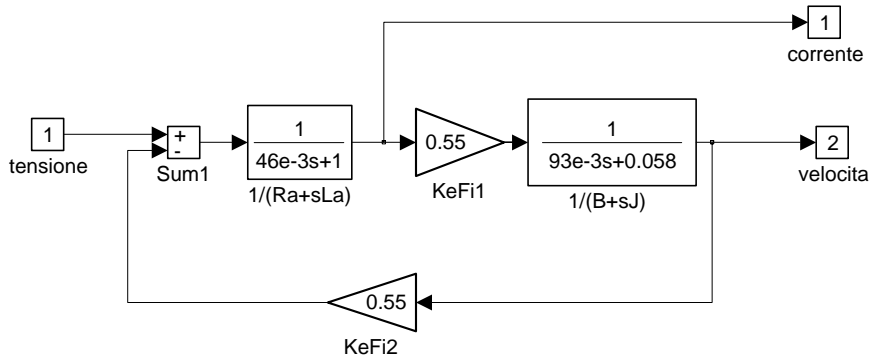 1
corrente
1
tensione
+
-
Sum1
1
46e-3s+1
1/(Ra+sLa)
0.55
KeFi1
1
93e-3s+0.058
1/(B+sJ)
2
velocita
0.55
KeFi2